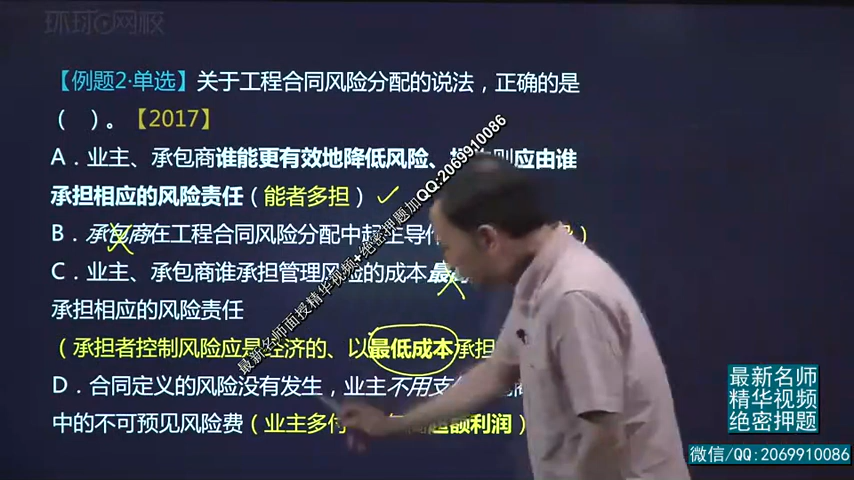 环球网校
【例题2·单选】关于工程合同风险分配的说法，正确的是
（ ）。【2017】
A．业主、承包商谁能更有效地降低风险、则应由谁
承担相应的风险责任（能者多担）
B．承包商在工程合同风险分配中起主导
C．业主、承包商谁承担管理风险的成本最
承担相应的风险责任
（承担者控制风险应是经济的、以最低成本承担
D．合同定义的风险没有发生，业主不用支
中的不可预见风险费（业主多付 超额利润）
最新名师面授精华视频+绝密押题加QQ:2069910086
最新名师
精华视频
绝密押题
微信/QQ:2069910086